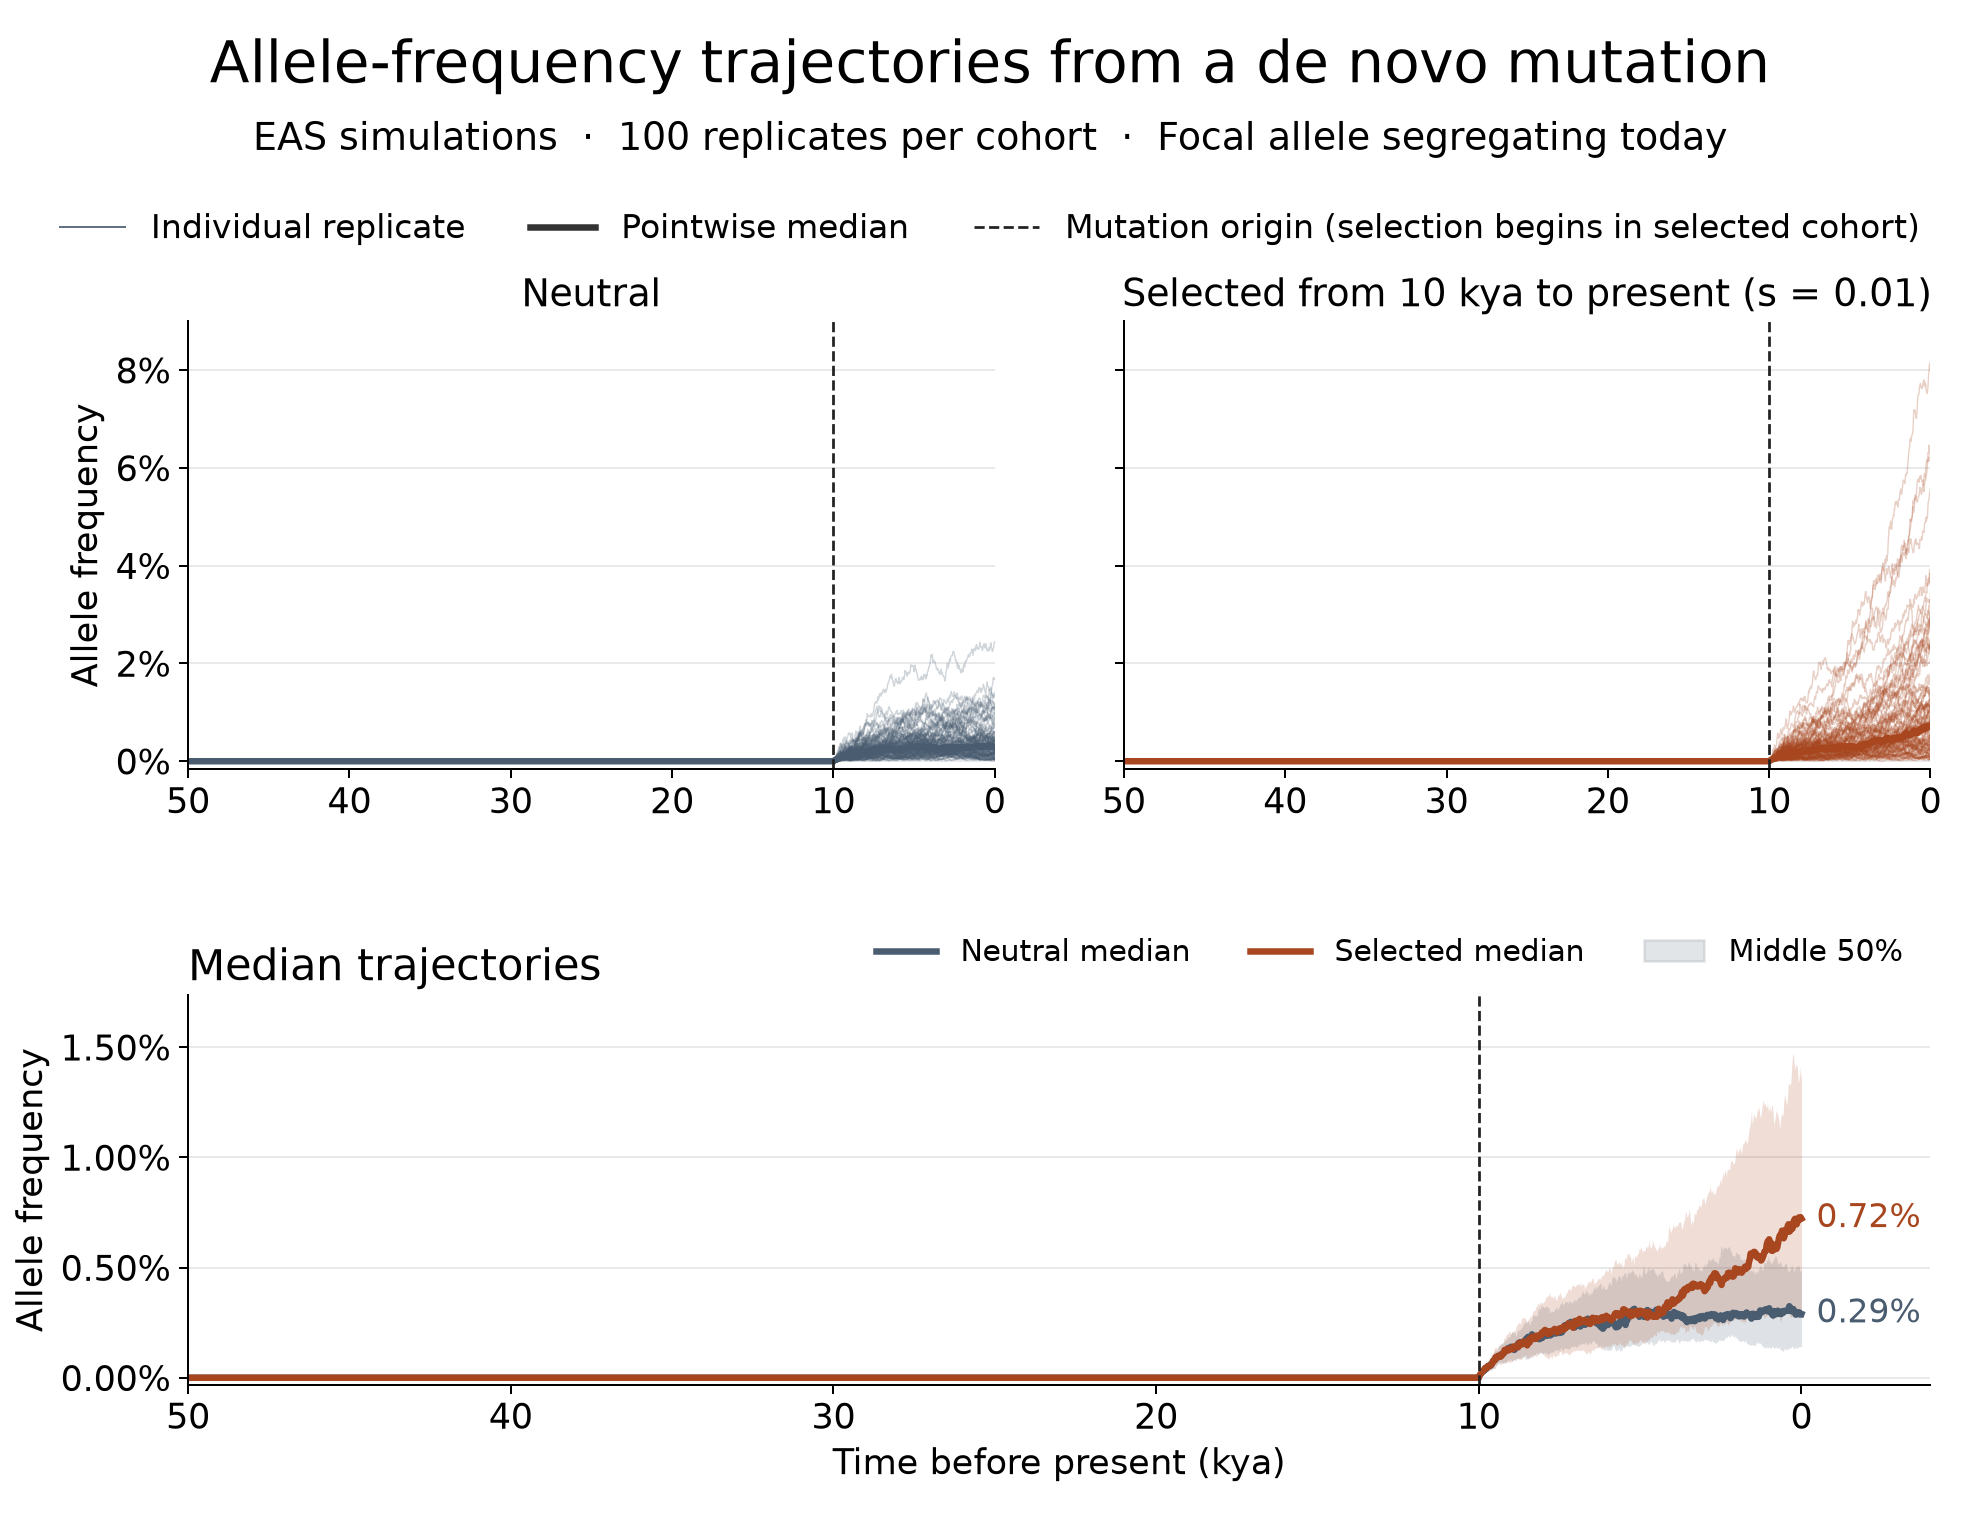 Allele-frequency trajectories from a de novo mutation
EAS simulations · 100 replicates per cohort · Focal allele segregating today
Individual replicate
Pointwise median
Mutation origin (selection begins in selected cohort)
Neutral
Allele frequency
8%
6%
4%
2%
0%
50 40 30 20 10 0
Selected from 10 kya to present (s = 0.01)
50 40 30 20 10 0
Median trajectories
Neutral median
Selected median
Middle 50%
Allele frequency
1.50%
1.00%
0.50%
0.00%
0.72%
0.29%
50 40 30 20 10 0
Time before present (kya)